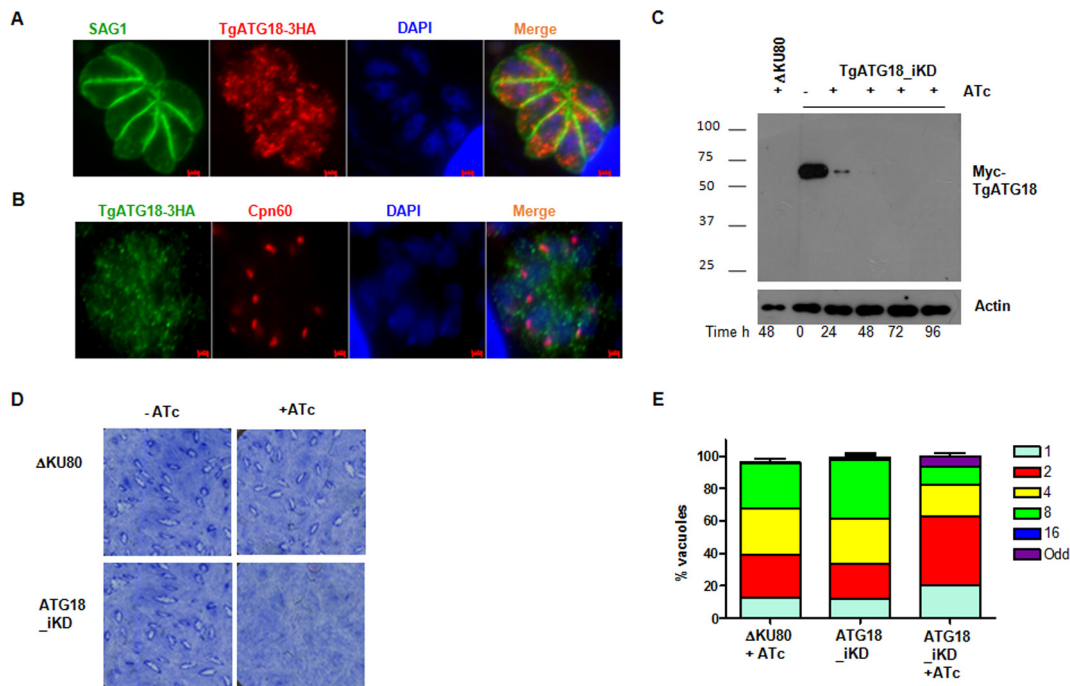 A
SAG1 TgATG18-3HA DAPI Merge
B
TgATG18-3HA Cpn60 DAPI Merge
C
ΔKU80 TgATG18_iKD
+ - + + + + ATc
100
75
50
37
25
Myc-
TgATG18
Actin
Time h 48 0 24 48 72 96
D
- ATc +ATc
ΔKU80
ATG18
_iKD
E
% vacuoles
100
80
60
40
20
0
ΔKU80
+ ATc
ATG18
_iKD
ATG18
_iKD
+ATc
1
2
4
8
16
Odd